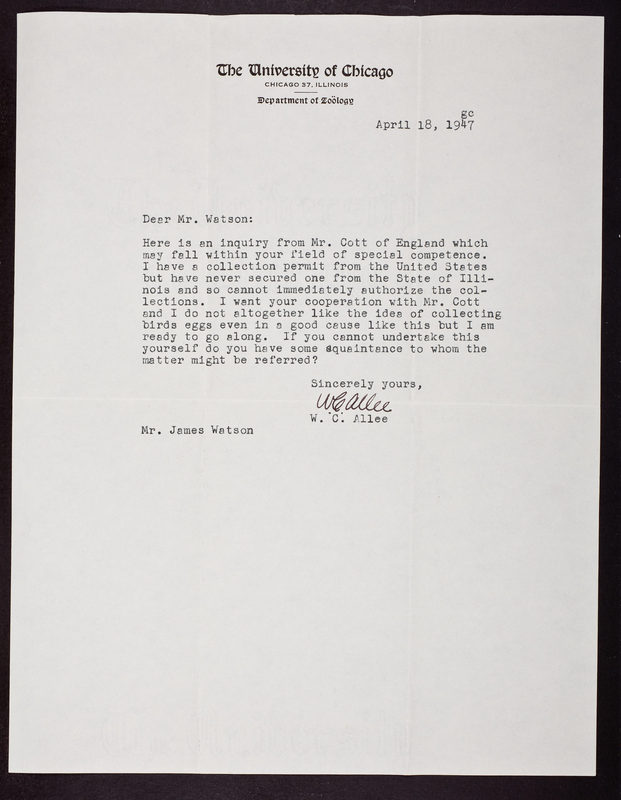 The University of Chicago
CHICAGO 37, ILLINOIS
Department of Zoölogy
gc
April 18, 1947
Dear Mr. Watson:
Here is an inquiry from Mr. Cott of England which
may fall within your field of special competence.
I have a collection permit from the United States
but have never secured one from the State of Illi-
nois and so cannot immediately authorize the col-
lections. I want your cooperation with Mr. Cott
and I do not altogether like the idea of collecting
birds eggs even in a good cause like this but I am
ready to go along. If you cannot undertake this
yourself do you have some aquaintance to whom the
matter might be referred?
Sincerely yours,
W C Allee
W. C. Allee
Mr. James Watson